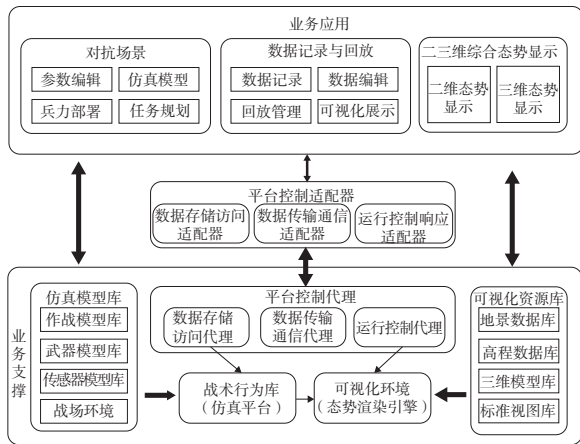 业务应用
对抗场景
参数编辑
仿真模型
兵力部署
任务规划
数据记录与回放
数据记录
数据编辑
回放管理
可视化展示
二三维综合态势显示
二维态势
显示
三维态势
显示
平台控制适配器
数据存储访问
适配器
数据传输通信
适配器
运行控制响应
适配器
业务支撑
仿真模型库
作战模型库
武器模型库
传感器模型库
战场环境
平台控制代理
数据存储
访问代理
数据传输
通信代理
运行控制代理
战术行为库
（仿真平台）
可视化环境
（态势渲染引擎）
可视化资源库
地景数据库
高程数据库
三维模型库
标准视图库